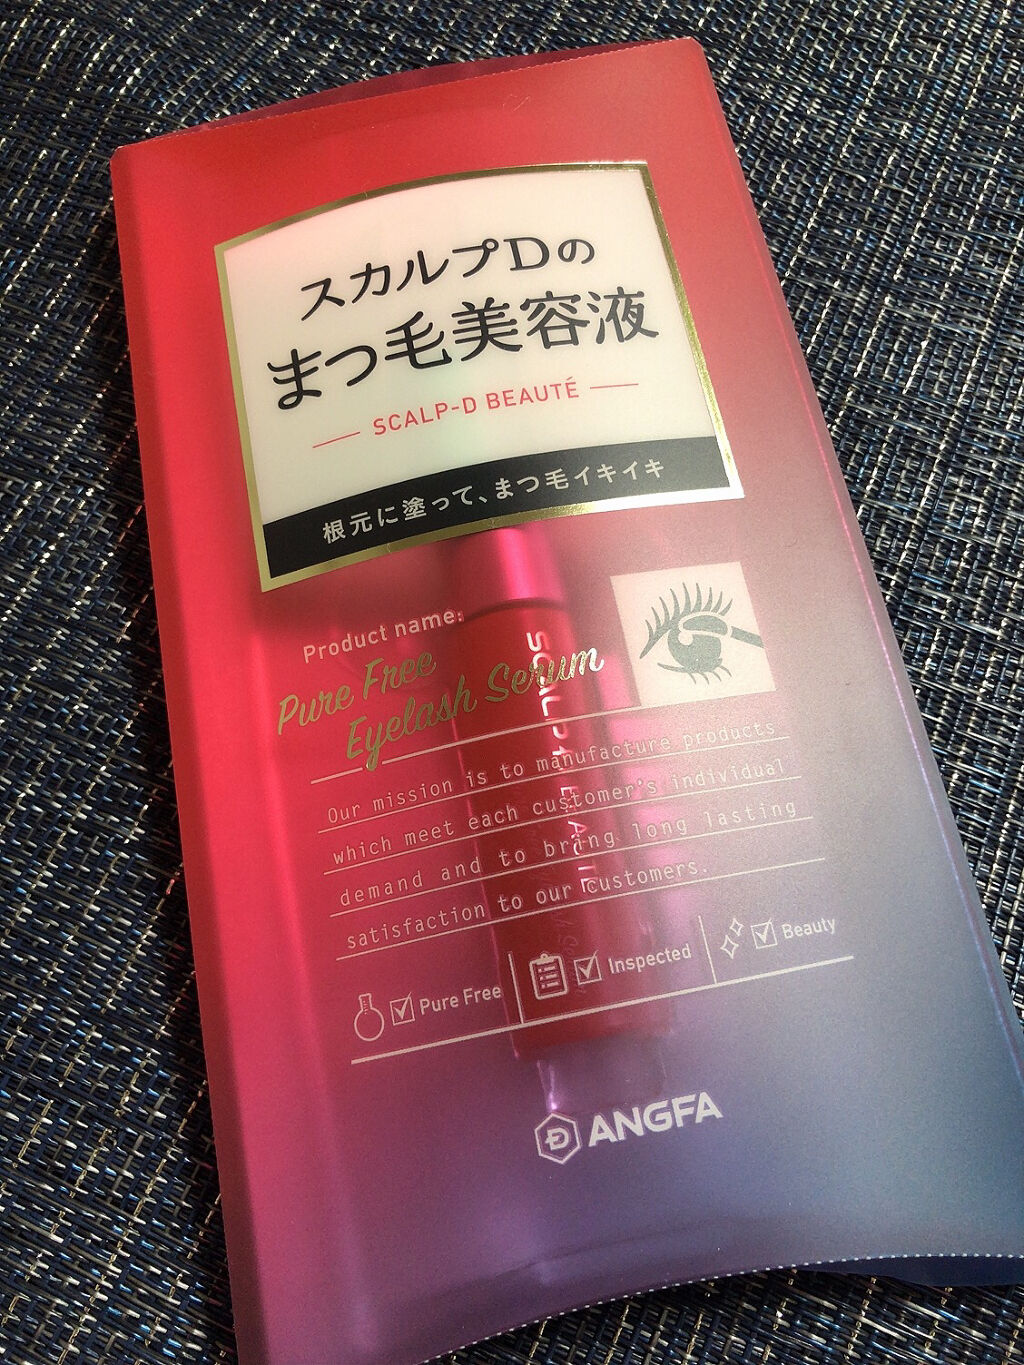 スカルプDの
まつ毛美容液
SCALP-D BEAUTÉ
根元に塗って、まつ毛イキイキ
Product name:
Pure Free
Eyelash Serum
Our mission is to manufacture products
which meet each customer's individual
demand and to bring long lasting
satisfaction to our customers.
Pure Free
Inspected
Beauty
ANGFA